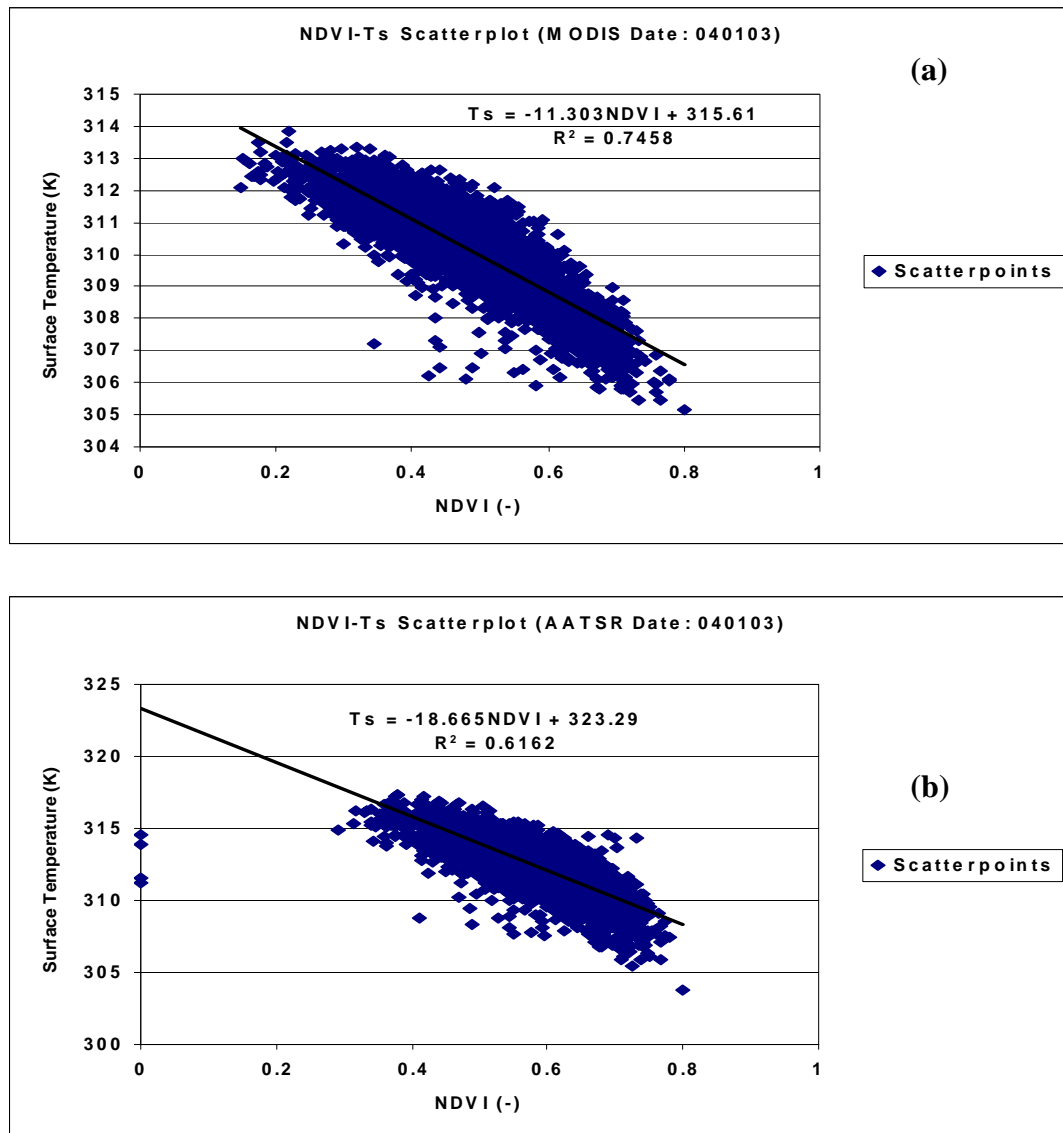 NDVI-Ts Scatterplot (MODIS Date: 040103)
(a)
Ts = -11.303NDVI + 315.61
R² = 0.7458
315
314
313
312
311
310
309
308
307
306
305
304
Surface Temperature (K)
0 0.2 0.4 0.6 0.8 1
NDVI (-)
Scatterpoints
NDVI-Ts Scatterplot (AATSR Date: 040103)
Ts = -18.665NDVI + 323.29
R² = 0.6162
(b)
325
320
315
310
305
300
Surface Temperature (K)
0 0.2 0.4 0.6 0.8 1
NDVI (-)
Scatterpoints